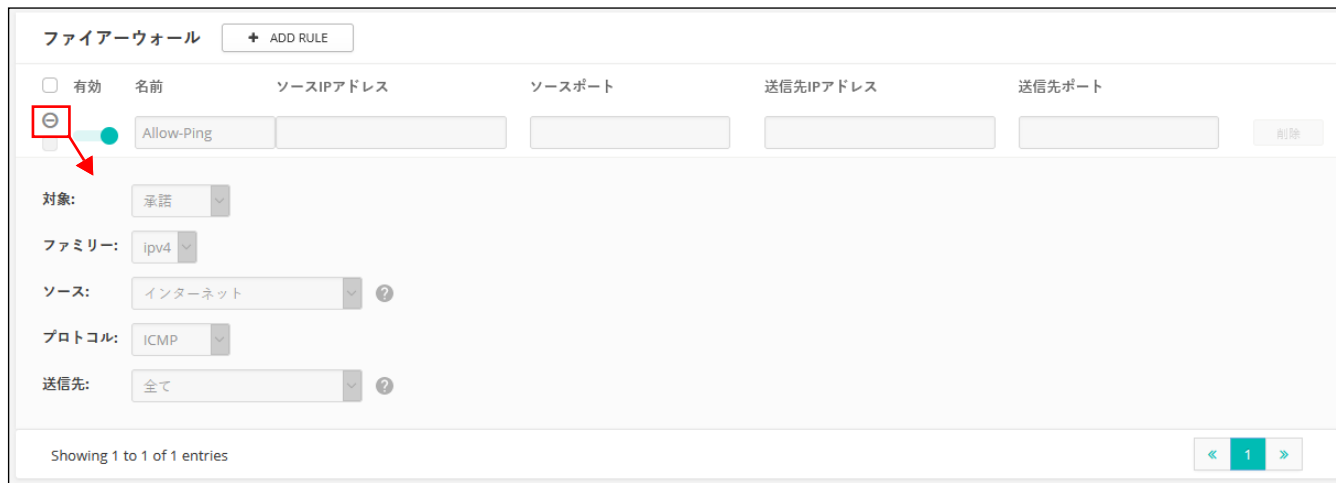 ファイアーウォール + ADD RULE
有効 名前 ソースIPアドレス ソースポート 送信先IPアドレス 送信先ポート
Allow-Ping 削除
対象: 承諾
ファミリー: ipv4
ソース: インターネット ?
プロトコル: ICMP
送信先: 全て ?
Showing 1 to 1 of 1 entries « 1 »